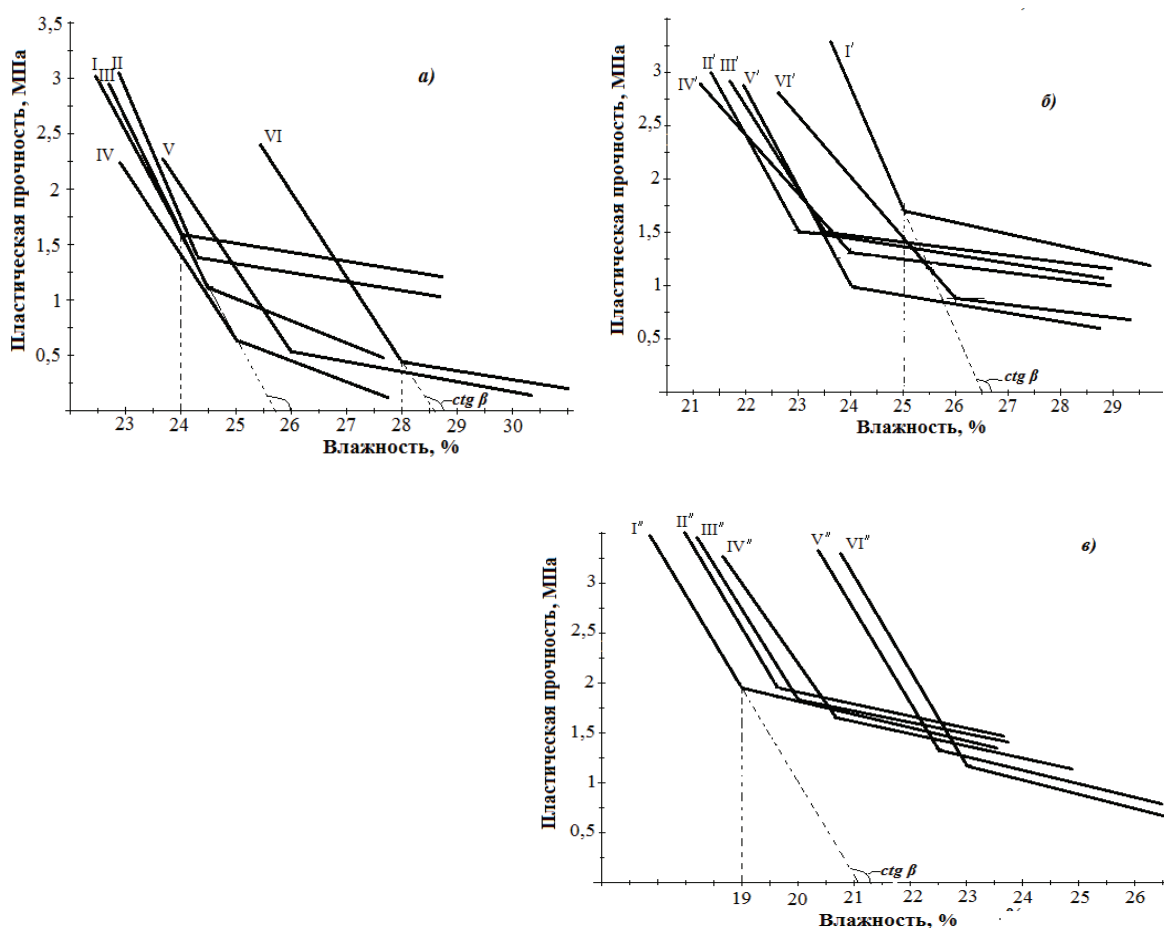 Пластическая прочность, МПа
3,5
3
2,5
2
1,5
1
0,5
I
II
III
IV
V
VI
а)
ctg β
23 24 25 26 27 28 29 30
Влажность, %
Пластическая прочность, МПа
3
2,5
2
1,5
1
0,5
I′
II′ III′ V′ VI′
IV′
б)
ctg β
21 22 23 24 25 26 27 28 29
Влажность, %
Пластическая прочность, МПа
3
2,5
2
1,5
1
0,5
I″ II″ III″ IV″ V″ VI″
в)
ctg β
19 20 21 22 23 24 25 26
Влажность, %